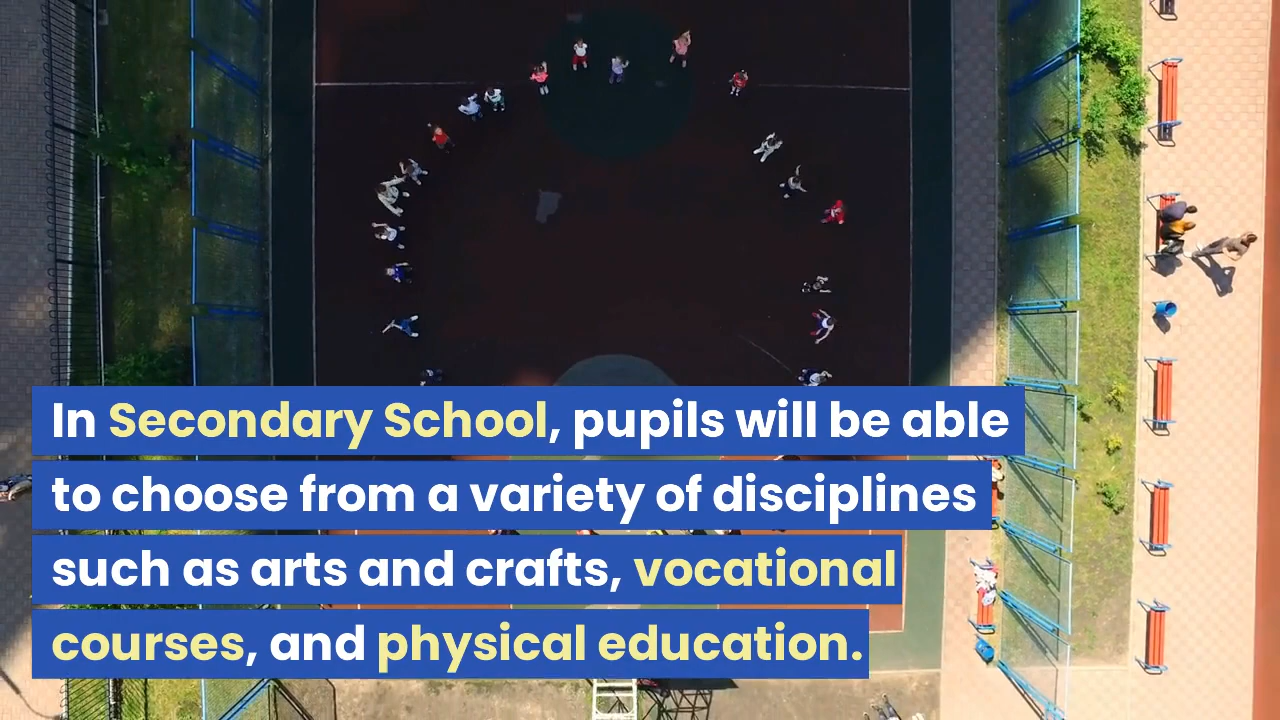 In Secondary School, pupils will be able
to choose from a variety of disciplines
such as arts and crafts, vocational
courses, and physical education.